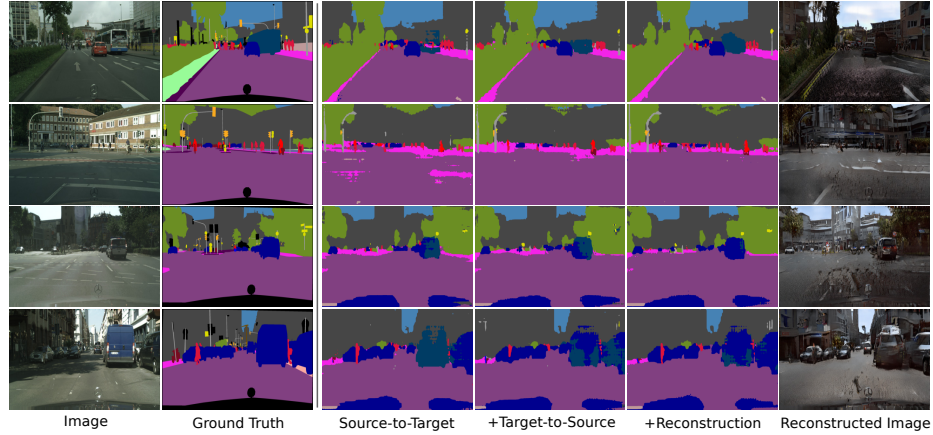 Image
Ground Truth
Source-to-Target
+Target-to-Source
+Reconstruction
Reconstructed Image